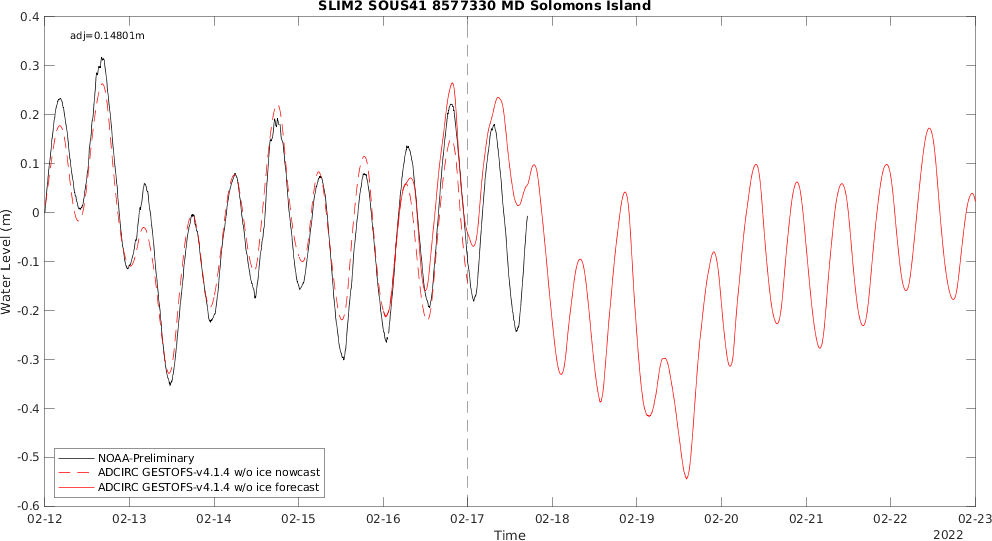 SLIM2 SOUS41 8577330 MD Solomons Island
adj=0.14801m
0.4
0.3
0.2
0.1
0
-0.1
-0.2
-0.3
-0.4
-0.5
-0.6
Water Level (m)
NOAA-Preliminary
ADCIRC GESTOFS-v4.1.4 w/o ice nowcast
ADCIRC GESTOFS-v4.1.4 w/o ice forecast
02-12 02-13 02-14 02-15 02-16 02-17 02-18 02-19 02-20 02-21 02-22 02-23
Time
2022